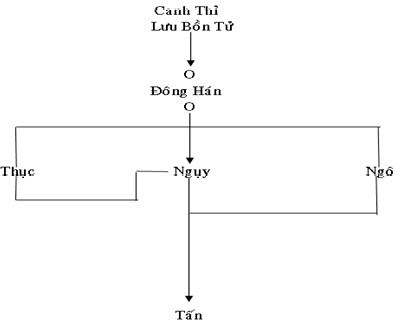 Canh Thỉ
Lưu Bồn Tử
O
Đông Hán
O
Thục
Ngụy
Ngô
Tấn